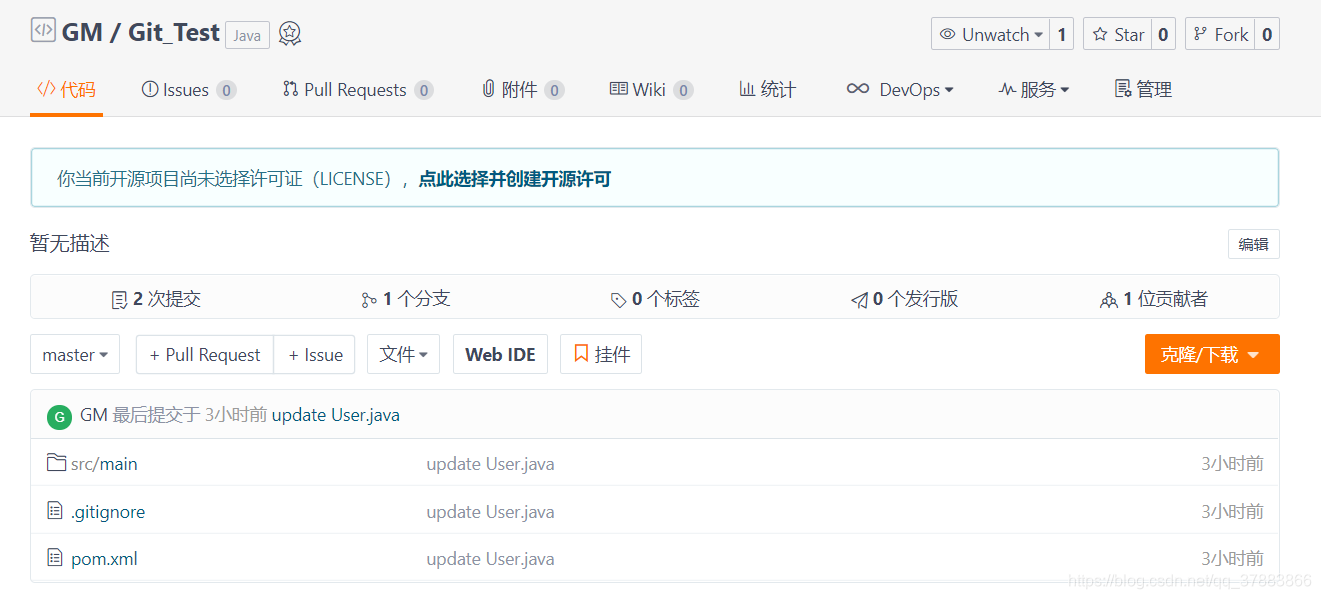 GM / Git_Test Java Unwatch 1 Star 0 Fork 0
代码 Issues 0 Pull Requests 0 附件 0 Wiki 0 统计 DevOps 服务 管理
你当前开源项目尚未选择许可证（LICENSE），点此选择并创建开源许可
暂无描述 编辑
2 次提交 1 个分支 0 个标签 0 个发行版 1 位贡献者
master + Pull Request + Issue 文件 Web IDE 挂件 克隆/下载
G GM 最后提交于 3小时前 update User.java
src/main update User.java 3小时前
.gitignore update User.java 3小时前
pom.xml update User.java 3小时前
https://blog.csdn.net/qq_37883866